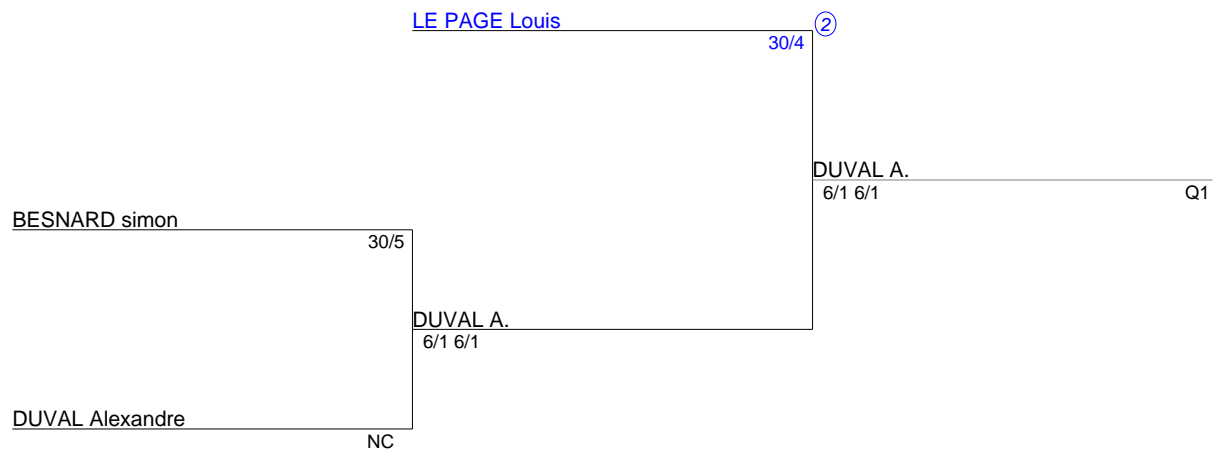 LE PAGE Louis
2
30/4
DUVAL A.
6/1 6/1
Q1
BESNARD simon
30/5
DUVAL A.
6/1 6/1
DUVAL Alexandre
NC